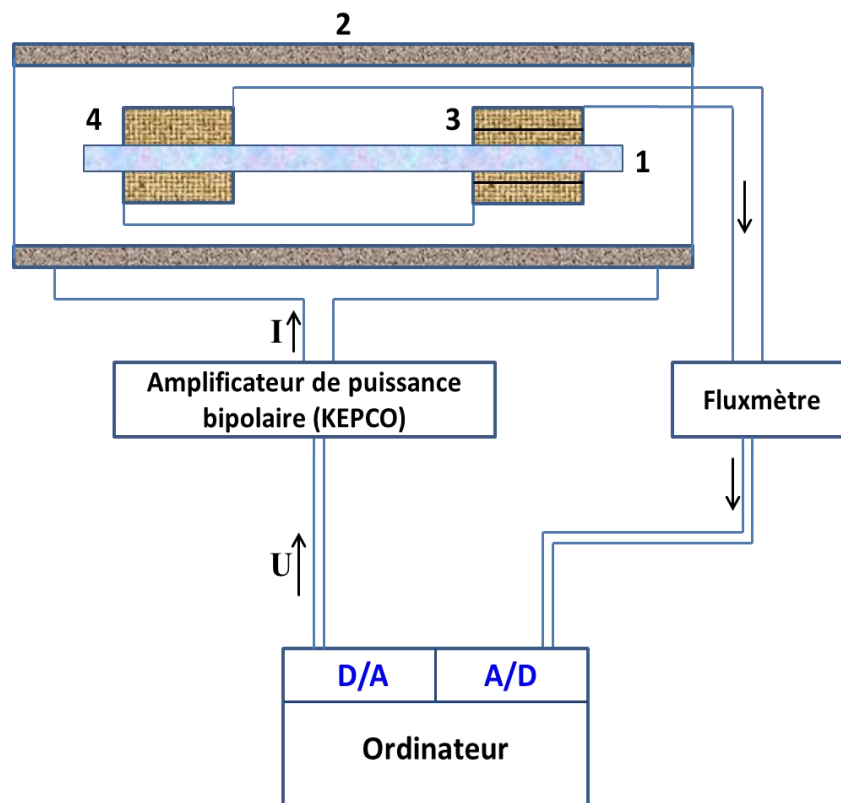 2
4
3
1
I
Amplificateur de puissance
bipolaire (KEPCO)
Fluxmètre
U
D/A
A/D
Ordinateur